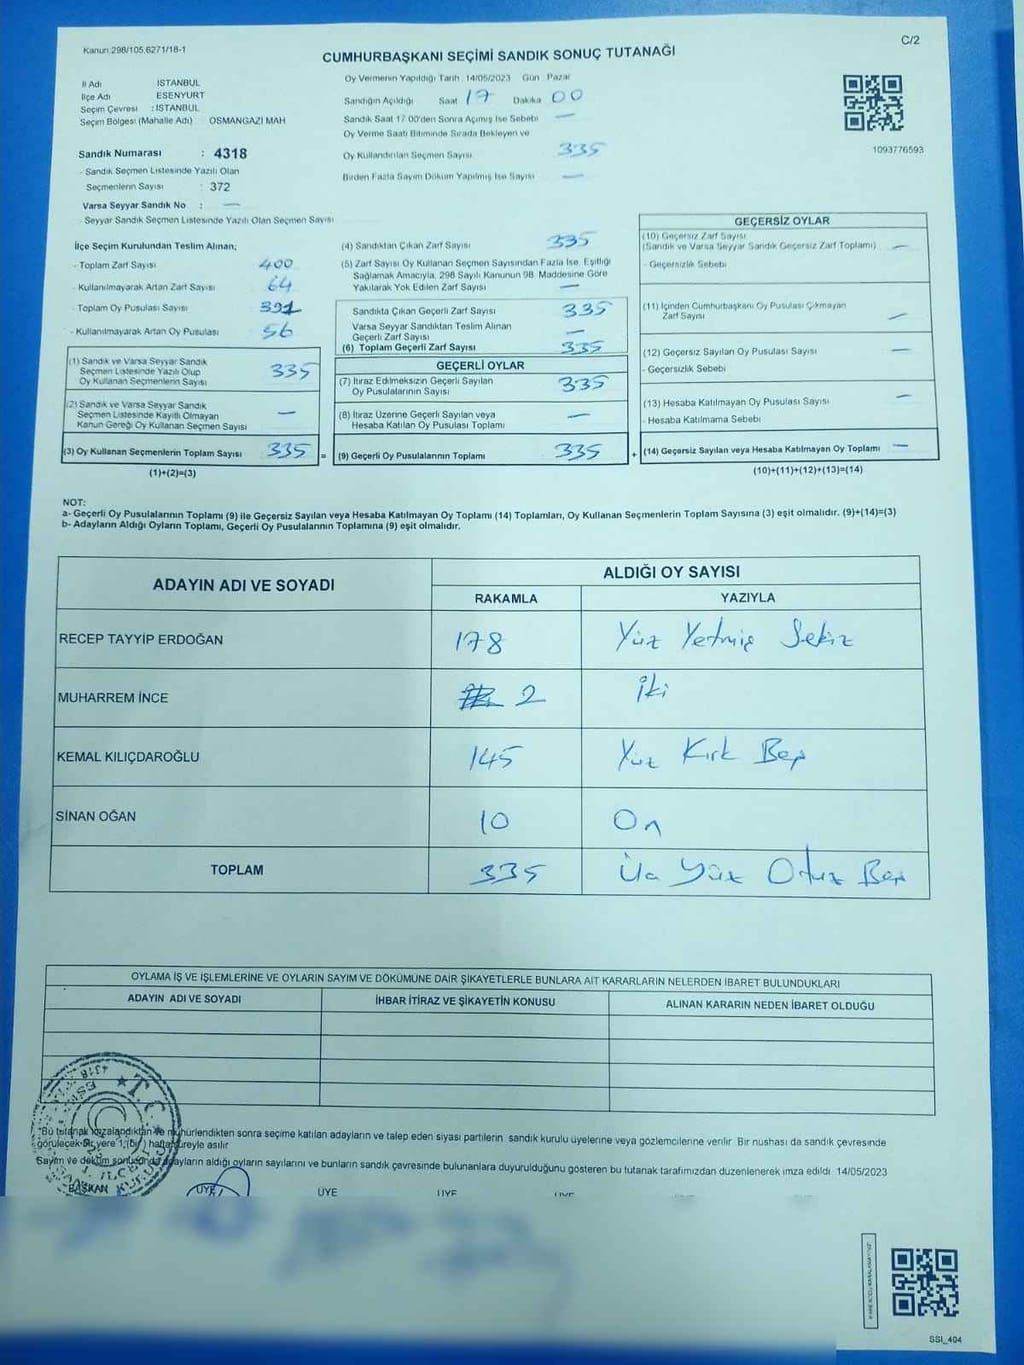 Kanun:298/105.6271/18-1
C/2
CUMHURBAŞKANI SEÇİMİ SANDIK SONUÇ TUTANAĞI
İl Adı İSTANBUL
İlçe Adı ESENYURT
Seçim Çevresi : İSTANBUL
Seçim Bölgesi (Mahalle Adı) OSMANGAZİ MAH
Sandık Numarası : 4318
- Sandık Seçmen Listesinde Yazılı Olan
Seçmenlerin Sayısı : 372
Varsa Seyyar Sandık No : —
- Seyyar Sandık Seçmen Listesinde Yazılı Olan Seçmen Sayısı
Oy Vermenin Yapıldığı Tarih 14/05/2023 Gün Pazar
Sandığın Açıldığı Saat 17 Dakika 00
Sandık Saat 17 00'den Sonra Açılmış İse Sebebi —
Oy Verme Saati Bitiminde Sırada Bekleyen ve
Oy Kullandırılan Seçmen Sayısı 335
Birden Fazla Sayım Döküm Yapılmış İse Sayısı —
1093776593
İlçe Seçim Kurulundan Teslim Alınan;
- Toplam Zarf Sayısı 400
- Kullanılmayarak Artan Zarf Sayısı 64
- Toplam Oy Pusulası Sayısı 391
- Kullanılmayarak Artan Oy Pusulası 56
(1) Sandık ve Varsa Seyyar Sandık
Seçmen Listesinde Yazılı Olup
Oy Kullanan Seçmenlerin Sayısı 335
(2) Sandık ve Varsa Seyyar Sandık
Seçmen Listesinde Kayıtlı Olmayan
Kanun Gereği Oy Kullanan Seçmen Sayısı —
(3) Oy Kullanan Seçmenlerin Toplam Sayısı 335 =
(1)+(2)=(3)
(4) Sandıktan Çıkan Zarf Sayısı 335
(5) Zarf Sayısı Oy Kullanan Seçmen Sayısından Fazla İse, Eşitliği
Sağlamak Amacıyla, 298 Sayılı Kanunun 98. Maddesine Göre
Yakılarak Yok Edilen Zarf Sayısı —
Sandıkta Çıkan Geçerli Zarf Sayısı 335
Varsa Seyyar Sandıktan Teslim Alınan
Geçerli Zarf Sayısı —
(6) Toplam Geçerli Zarf Sayısı 335
GEÇERLİ OYLAR
(7) İtiraz Edilmeksizin Geçerli Sayılan
Oy Pusulalarının Sayısı 335
(8) İtiraz Üzerine Geçerli Sayılan veya
Hesaba Katılan Oy Pusulası Toplamı —
(9) Geçerli Oy Pusulalarının Toplamı 335 +
GEÇERSİZ OYLAR
(10) Geçersiz Zarf Sayısı
(Sandık ve Varsa Seyyar Sandık Geçersiz Zarf Toplamı) —
- Geçersizlik Sebebi
(11) İçinden Cumhurbaşkanı Oy Pusulası Çıkmayan
Zarf Sayısı —
(12) Geçersiz Sayılan Oy Pusulası Sayısı —
- Geçersizlik Sebebi
(13) Hesaba Katılmayan Oy Pusulası Sayısı —
- Hesaba Katılmama Sebebi
(14) Geçersiz Sayılan veya Hesaba Katılmayan Oy Toplamı —
(10)+(11)+(12)+(13)=(14)
NOT:
a- Geçerli Oy Pusulalarının Toplamı (9) ile Geçersiz Sayılan veya Hesaba Katılmayan Oy Toplamı (14) Toplamları, Oy Kullanan Seçmenlerin Toplam Sayısına (3) eşit olmalıdır. (9)+(14)=(3)
b- Adayların Aldığı Oyların Toplamı, Geçerli Oy Pusulalarının Toplamına (9) eşit olmalıdır.
ADAYIN ADI VE SOYADI ALDIĞI OY SAYISI
RAKAMLA YAZIYLA
RECEP TAYYİP ERDOĞAN 178 Yüz Yetmiş Sekiz
MUHARREM İNCE 2 İki
KEMAL KILIÇDAROĞLU 145 Yüz Kırk Beş
SİNAN OĞAN 10 On
TOPLAM 335 Üç Yüz Otuz Beş
OYLAMA İŞ VE İŞLEMLERİNE VE OYLARIN SAYIM VE DÖKÜMÜNE DAİR ŞİKAYETLERLE BUNLARA AİT KARARLARIN NELERDEN İBARET BULUNDUKLARI
ADAYIN ADI VE SOYADI İHBAR İTİRAZ VE ŞİKAYETİN KONUSU ALINAN KARARIN NEDEN İBARET OLDUĞU
4318
T.C.
"Bu tutanak imzalandıktan ve mühürlendikten sonra seçime katılan adayların ve talep eden siyasi partilerin sandık kurulu üyelerine veya gözlemcilerine verilir Bir nushası da sandık çevresinde
görülecek bir yere 1 (bir) hafta süreyle asılır
Sayım ve döküm sonucunda adayların aldığı oyların sayılarını ve bunların sandık çevresinde bulunanlara duyurulduğunu gösteren bu tutanak tarafımızdan düzenlenerek imza edildi 14/05/2023
BAŞKAN ÜYE ÜYE ÜYE ÜYE
SSI_404